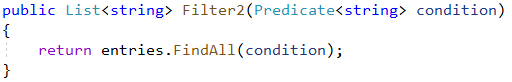 public List<string> Filter2(Predicate<string> condition)
{
    return entries.FindAll(condition);
}